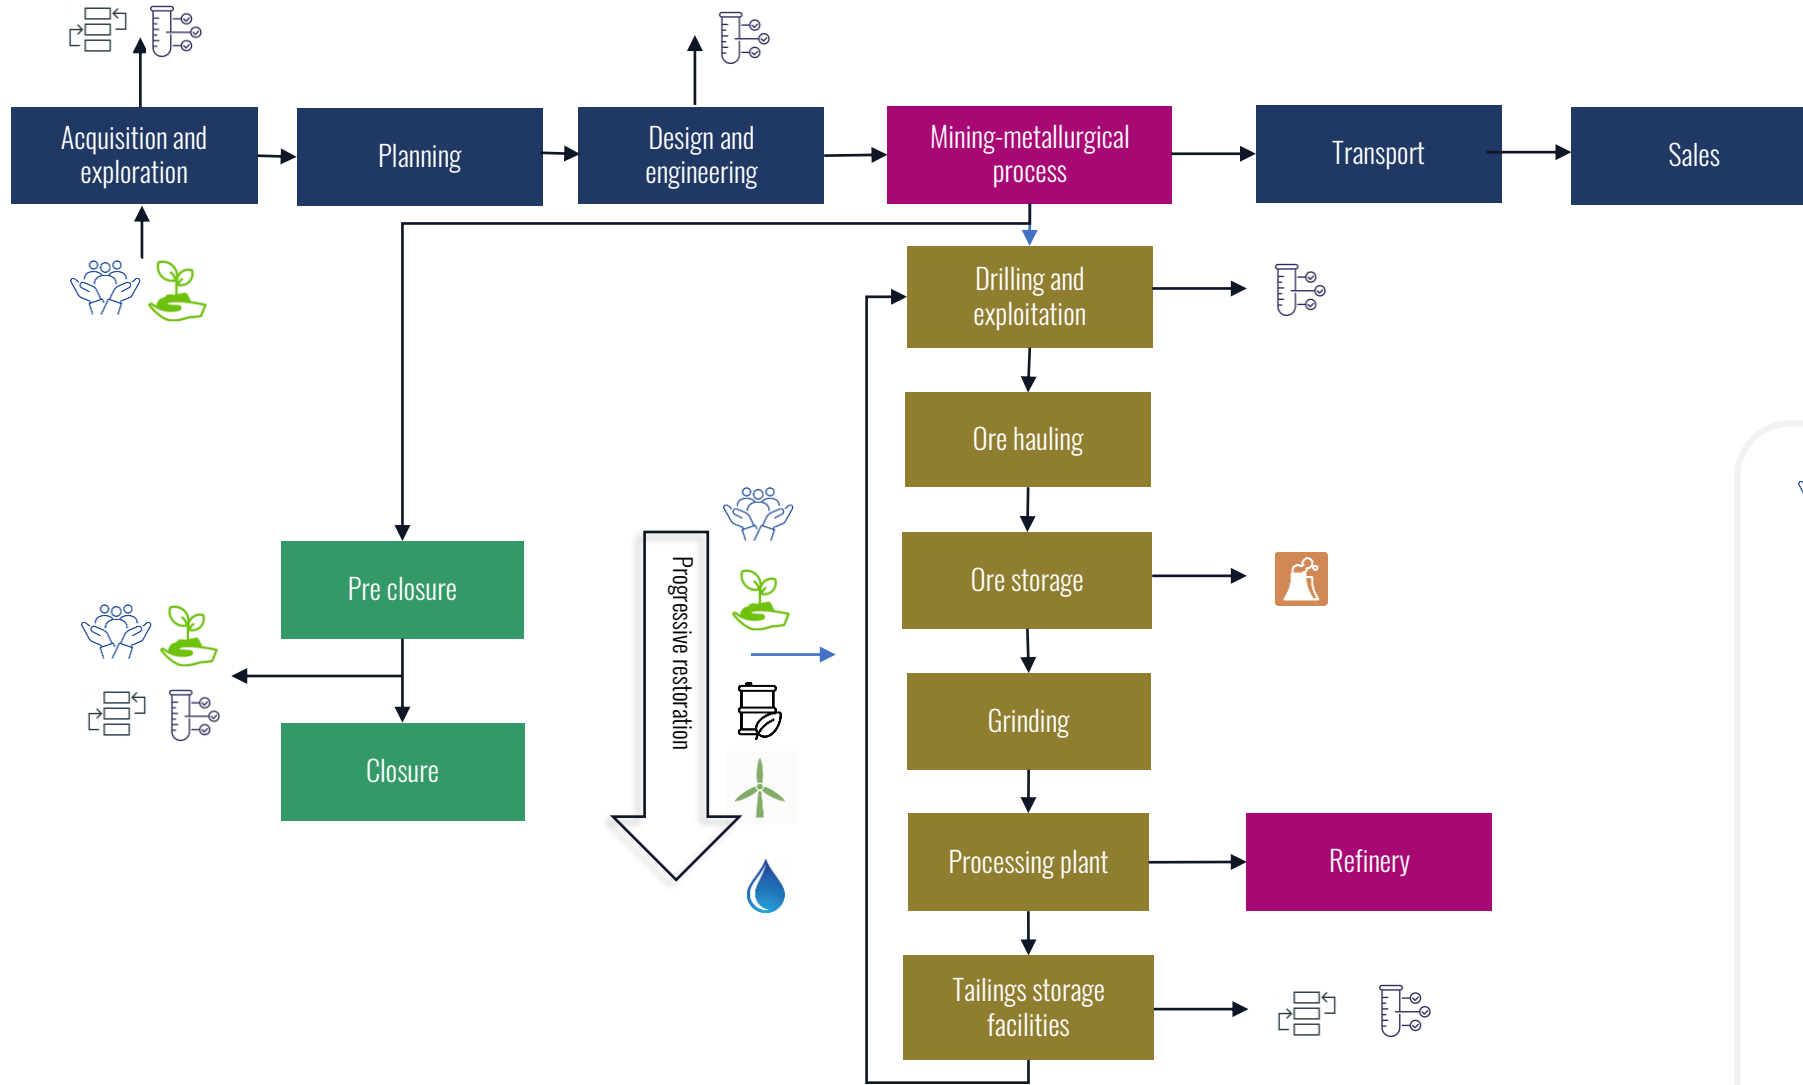 Acquisition and
exploration
Planning
Design and
engineering
Mining-metallurgical
process
Transport
Sales
Drilling and
exploitation
Ore hauling
Ore storage
Grinding
Processing plant
Refinery
Tailings storage
facilities
Pre closure
Closure
Progressive restoration